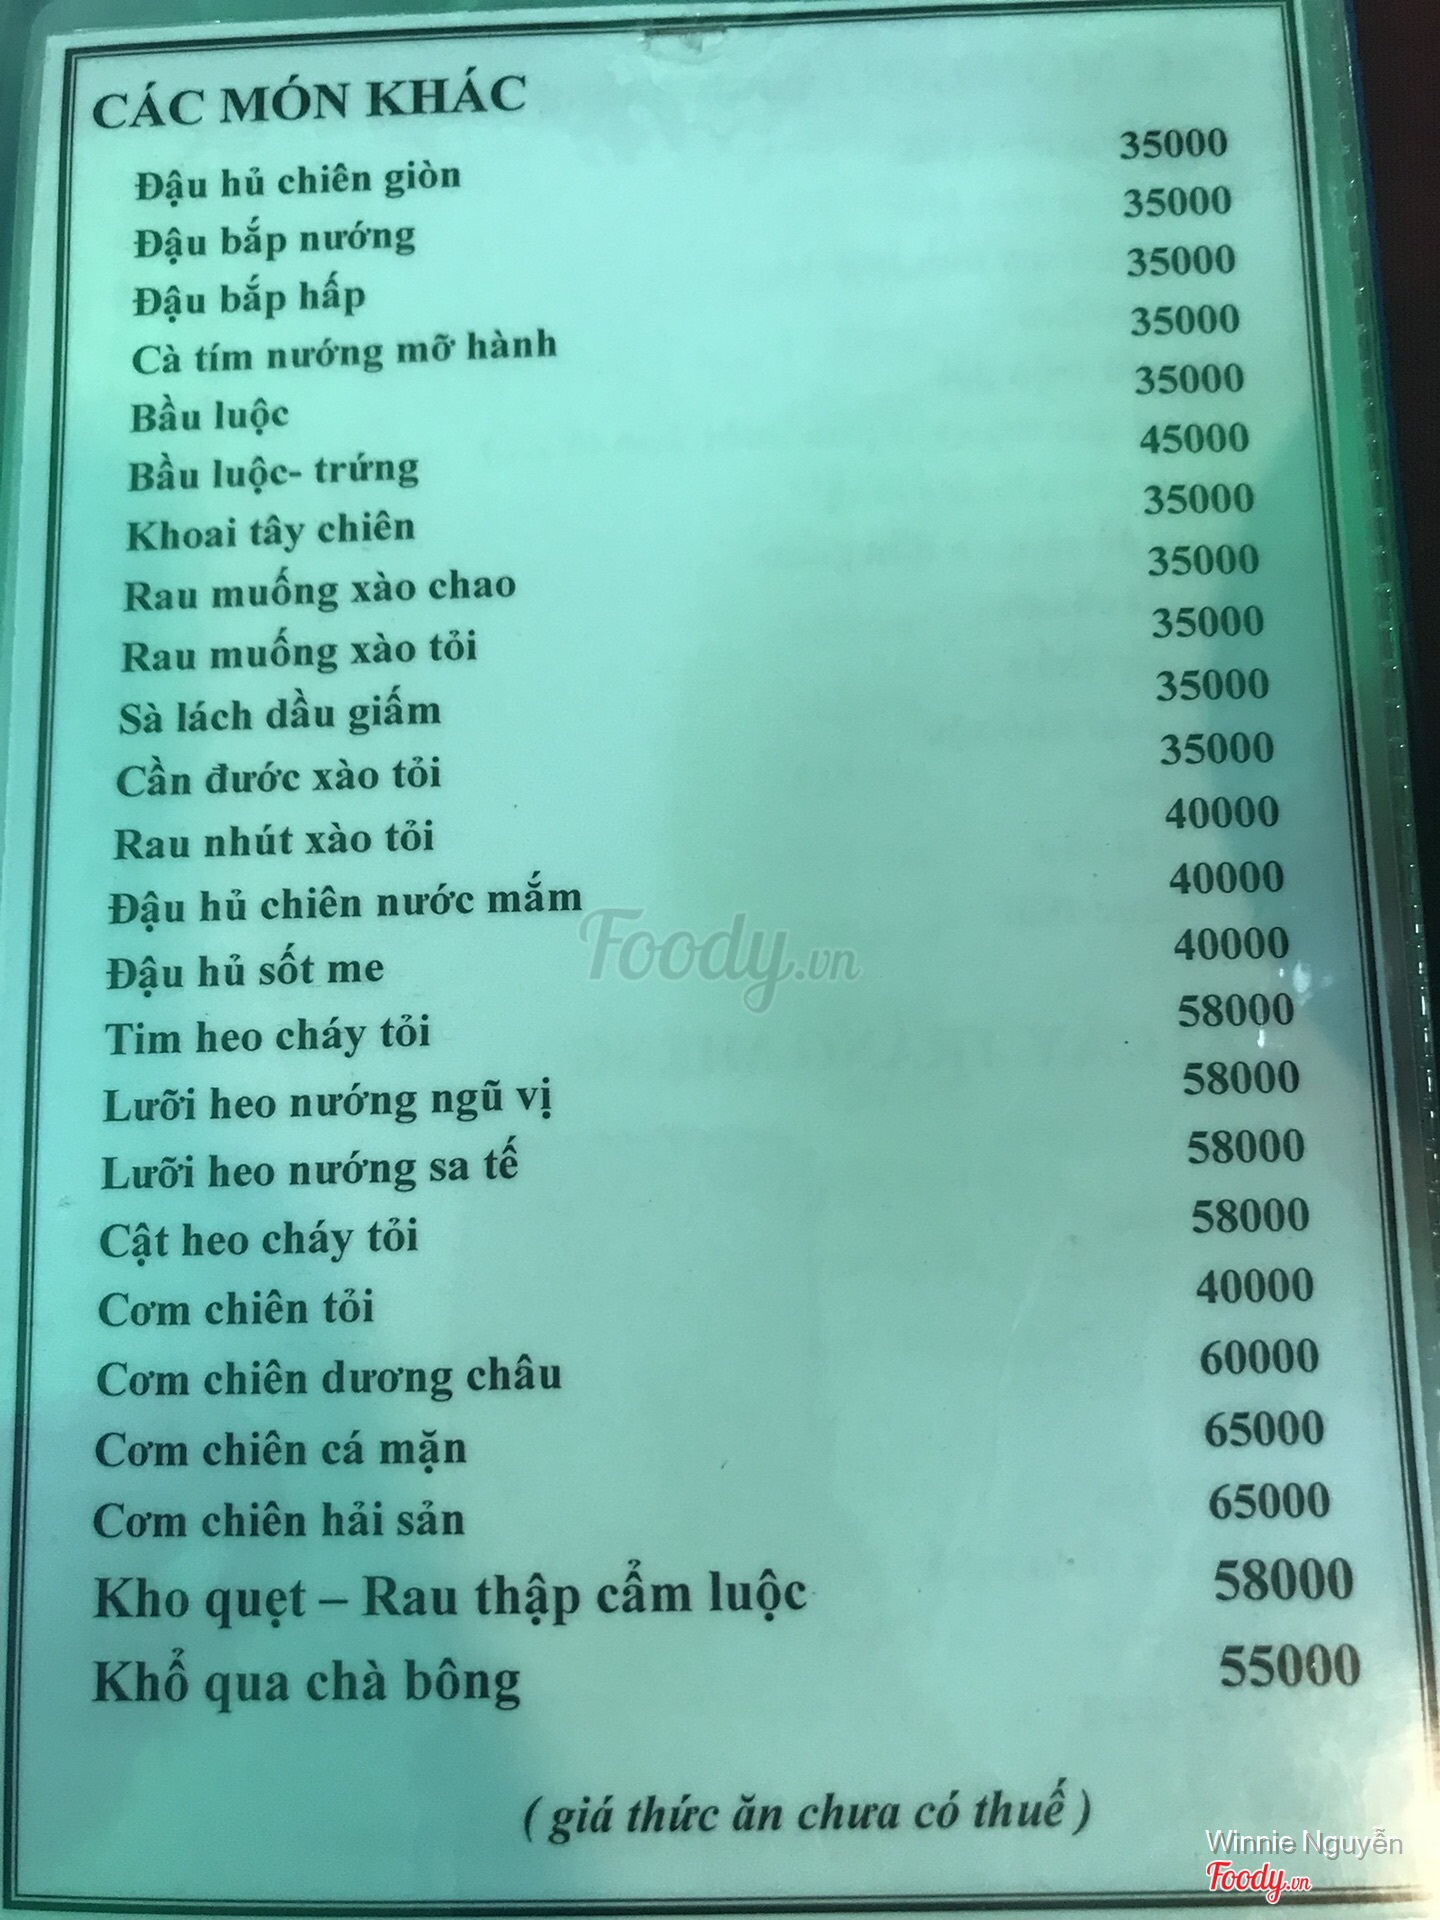 CÁC MÓN KHÁC
Đậu hủ chiên giòn 35000
Đậu bắp nướng 35000
Đậu bắp hấp 35000
Cà tím nướng mỡ hành 35000
Bầu luộc 35000
Bầu luộc- trứng 45000
Khoai tây chiên 35000
Rau muống xào chao 35000
Rau muống xào tỏi 35000
Sà lách dầu giấm 35000
Cần đước xào tỏi 35000
Rau nhút xào tỏi 40000
Đậu hủ chiên nước mắm 40000
Đậu hủ sốt me 40000
Tim heo cháy tỏi 58000
Lưỡi heo nướng ngũ vị 58000
Lưỡi heo nướng sa tế 58000
Cật heo cháy tỏi 58000
Cơm chiên tỏi 40000
Cơm chiên dương châu 60000
Cơm chiên cá mặn 65000
Cơm chiên hải sản 65000
Kho quẹt – Rau thập cẩm luộc 58000
Khổ qua chà bông 55000
( giá thức ăn chưa có thuế )
Foody.vn
Winnie Nguyễn
Foody.vn